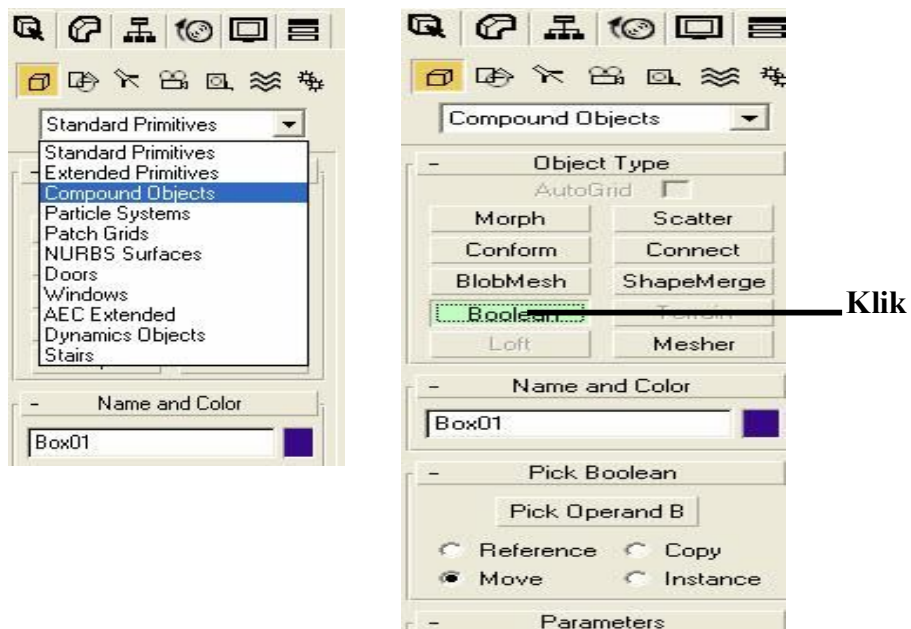 Standard Primitives
Standard Primitives
Extended Primitives
Compound Objects
Particle Systems
Patch Grids
NURBS Surfaces
Doors
Windows
AEC Extended
Dynamics Objects
Stairs
- Name and Color
Box01
Compound Objects
- Object Type
AutoGrid
Morph Scatter
Conform Connect
BlobMesh ShapeMerge
Boolean Terrain
Klik
Loft Mesher
- Name and Color
Box01
- Pick Boolean
Pick Operand B
Reference Copy
Move Instance
- Parameters